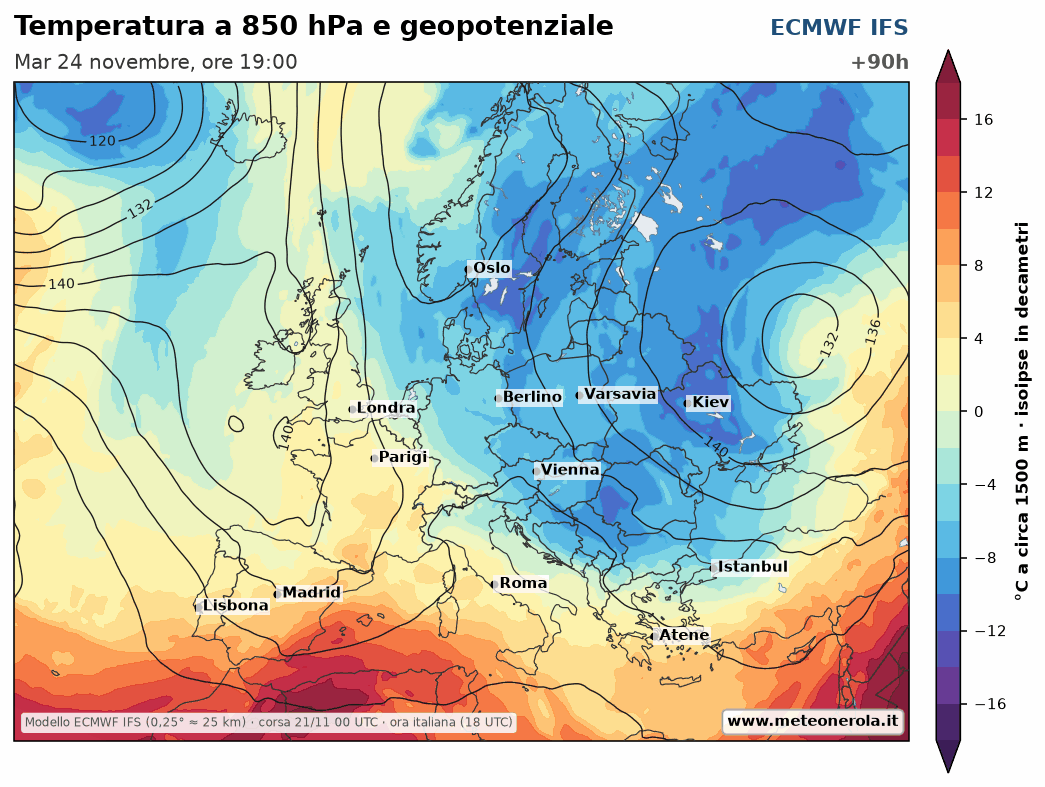 Temperatura a 850 hPa e geopotenziale
ECMWF IFS
Mar 24 novembre, ore 19:00
+90h
120
132
140
Oslo
132
136
Londra
Berlino
Varsavia
Kiev
140
140
Parigi
Vienna
Istanbul
Roma
Madrid
Lisbona
Atene
Modello ECMWF IFS (0,25° ≈ 25 km) · corsa 21/11 00 UTC · ora italiana (18 UTC)
www.meteonerola.it
16
12
8
4
0
−4
−8
−12
−16
°C a circa 1500 m · isoipse in decametri